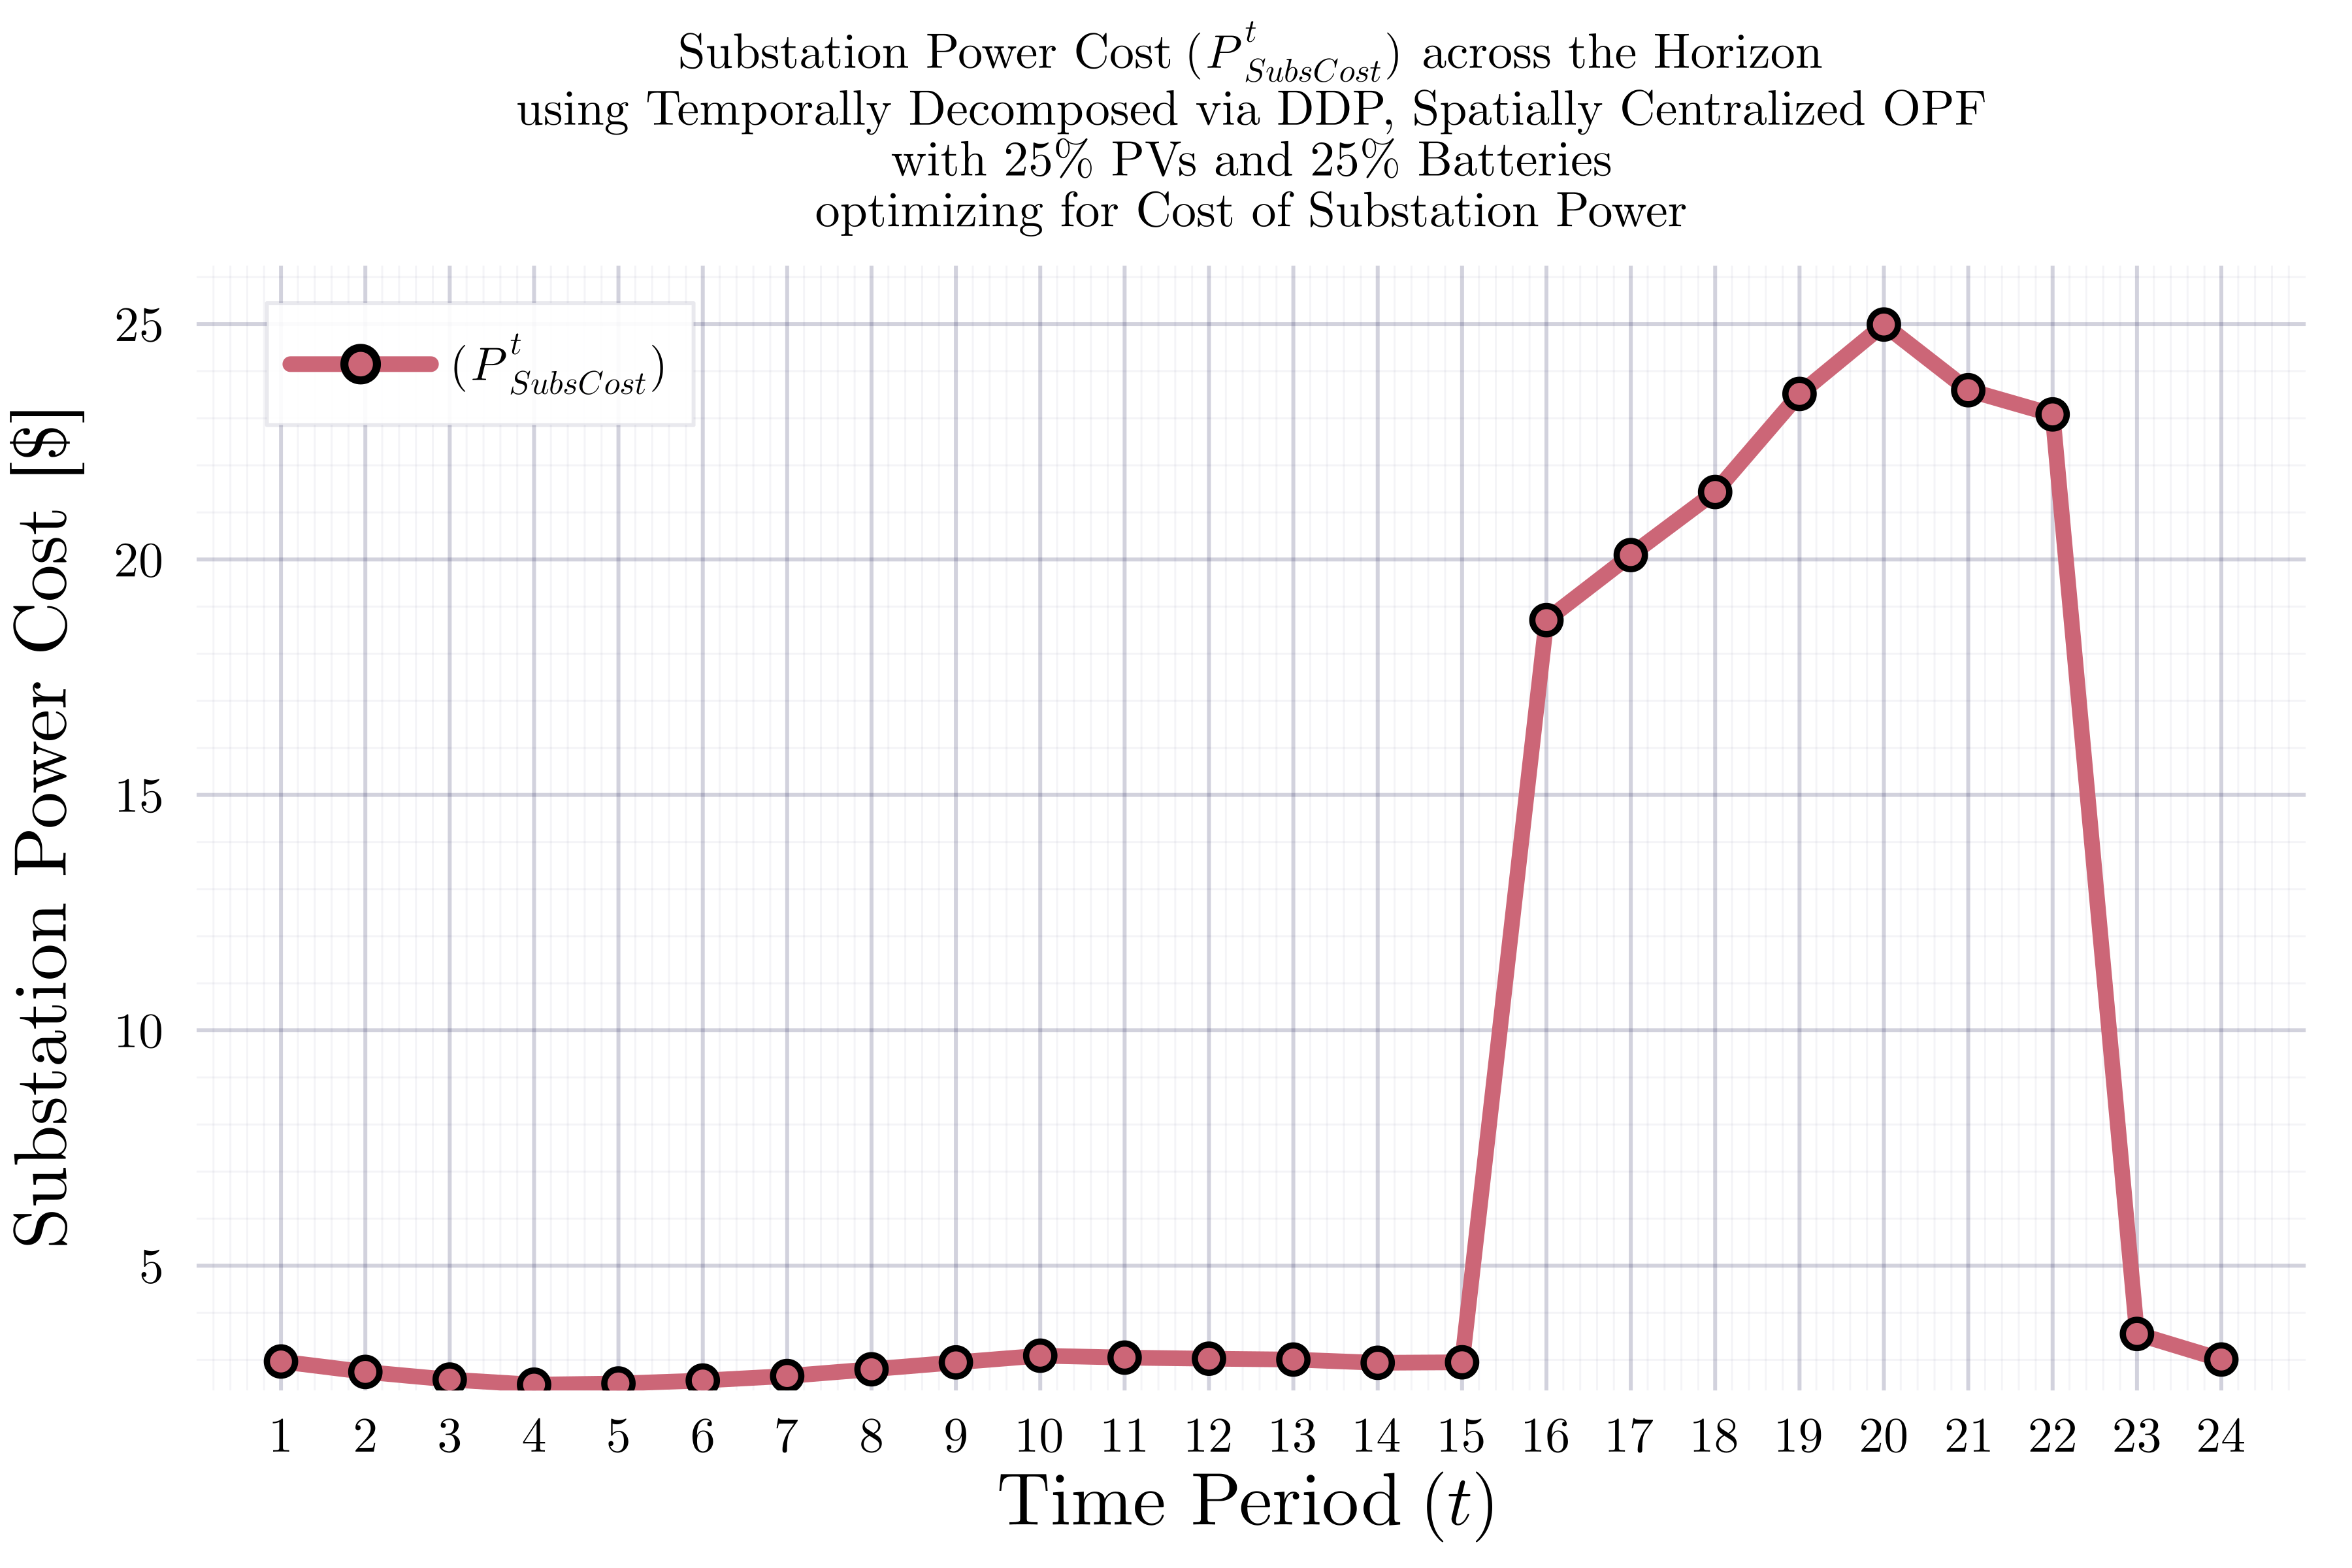 Substation Power Cost (P^t_SubsCost) across the Horizon
using Temporally Decomposed via DDP, Spatially Centralized OPF
with 25% PVs and 25% Batteries
optimizing for Cost of Substation Power
(P^t_SubsCost)
Substation Power Cost [$]
25
20
15
10
5
1 2 3 4 5 6 7 8 9 10 11 12 13 14 15 16 17 18 19 20 21 22 23 24
Time Period (t)